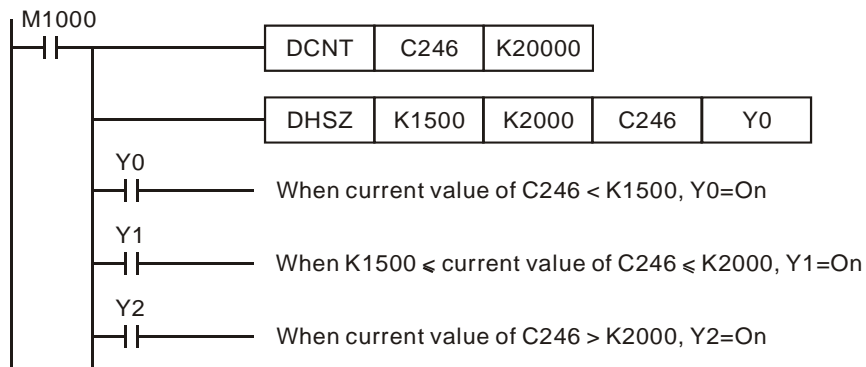 M1000
DCNT C246 K20000
DHSZ K1500 K2000 C246 Y0
Y0
When current value of C246 < K1500, Y0=On
Y1
When K1500 ⩽ current value of C246 ⩽ K2000, Y1=On
Y2
When current value of C246 > K2000, Y2=On